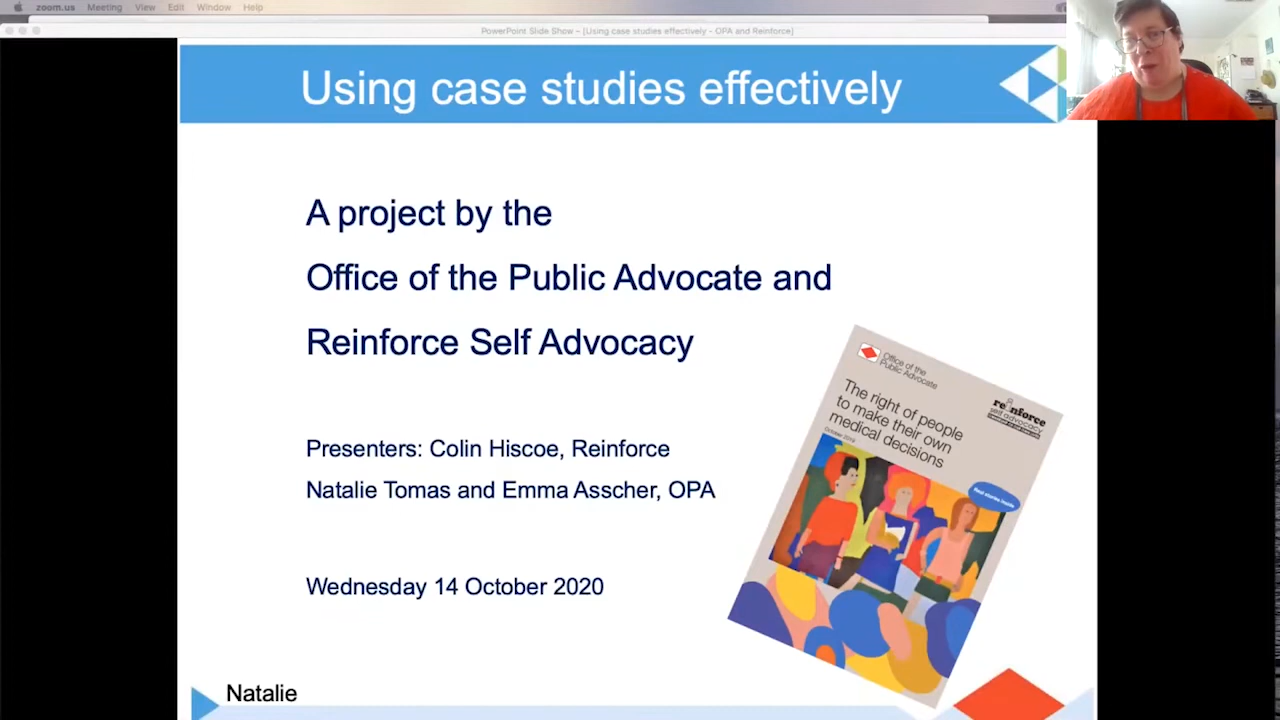 zoom.us Meeting View Edit Window Help
PowerPoint Slide Show - [Using case studies effectively - OPA and Reinforce]
Using case studies effectively
A project by the
Office of the Public Advocate and
Reinforce Self Advocacy
Presenters: Colin Hiscoe, Reinforce
Natalie Tomas and Emma Asscher, OPA
Wednesday 14 October 2020
Office of the
Public Advocate
reinforce
self advocacy
The right of people
to make their own
medical decisions
Real stories inside
Natalie